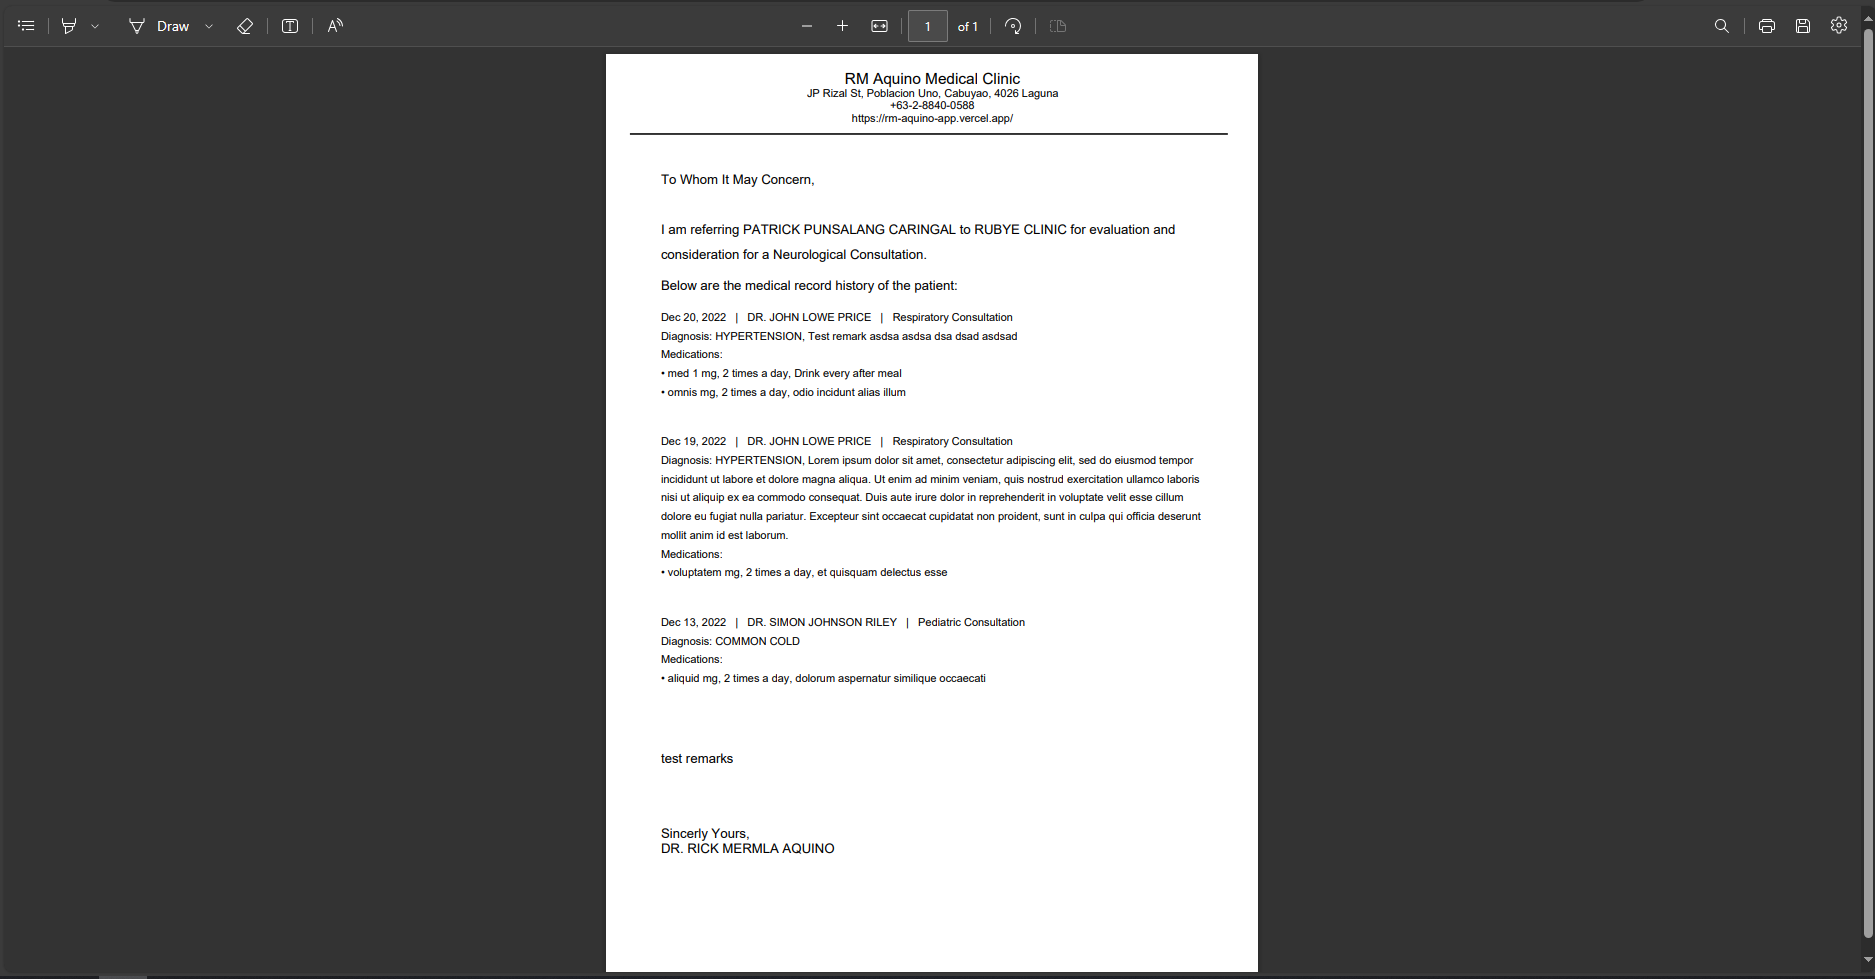 Draw
1 of 1
RM Aquino Medical Clinic
JP Rizal St, Poblacion Uno, Cabuyao, 4026 Laguna
+63-2-8840-0588
https://rm-aquino-app.vercel.app/
To Whom It May Concern,
I am referring PATRICK PUNSALANG CARINGAL to RUBYE CLINIC for evaluation and
consideration for a Neurological Consultation.
Below are the medical record history of the patient:
Dec 20, 2022 | DR. JOHN LOWE PRICE | Respiratory Consultation
Diagnosis: HYPERTENSION, Test remark asdsa asdsa dsa dsad asdsad
Medications:
• med 1 mg, 2 times a day, Drink every after meal
• omnis mg, 2 times a day, odio incidunt alias illum
Dec 19, 2022 | DR. JOHN LOWE PRICE | Respiratory Consultation
Diagnosis: HYPERTENSION, Lorem ipsum dolor sit amet, consectetur adipiscing elit, sed do eiusmod tempor
incididunt ut labore et dolore magna aliqua. Ut enim ad minim veniam, quis nostrud exercitation ullamco laboris
nisi ut aliquip ex ea commodo consequat. Duis aute irure dolor in reprehenderit in voluptate velit esse cillum
dolore eu fugiat nulla pariatur. Excepteur sint occaecat cupidatat non proident, sunt in culpa qui officia deserunt
mollit anim id est laborum.
Medications:
• voluptatem mg, 2 times a day, et quisquam delectus esse
Dec 13, 2022 | DR. SIMON JOHNSON RILEY | Pediatric Consultation
Diagnosis: COMMON COLD
Medications:
• aliquid mg, 2 times a day, dolorum aspernatur similique occaecati
test remarks
Sincerly Yours,
DR. RICK MERMLA AQUINO